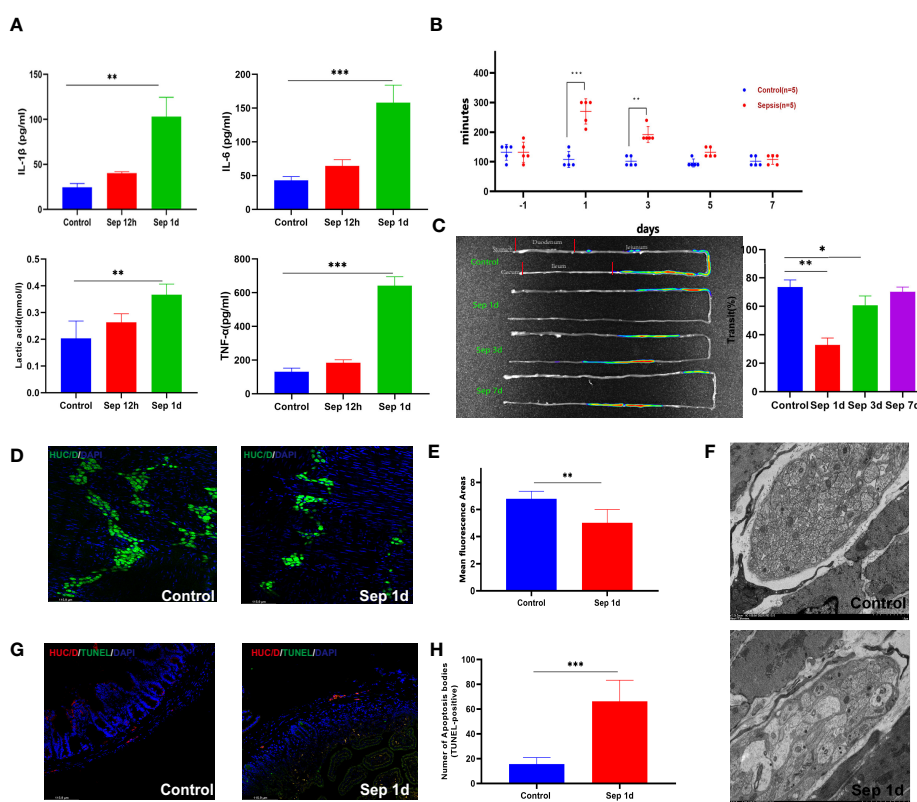 A
B
**
IL-1β (pg/ml)
150
100
50
0
Control
Sep 12h
Sep 1d
***
IL-6 (pg/ml)
200
150
100
50
0
Control
Sep 12h
Sep 1d
minutes
400
300
200
100
0
***
**
Control(n=5)
Sepsis(n=5)
-1
1
3
5
7
days
**
Lactic acid(mmol/l)
0.5
0.4
0.3
0.2
0.1
0.0
Control
Sep 12h
Sep 1d
***
TNF-α(pg/ml)
800
600
400
200
0
Control
Sep 12h
Sep 1d
C
Duodenum
Jejunum
Control
Ileum
Sep 1d
Sep 3d
Sep 7d
Transit(%)
100
80
60
40
20
0
*
**
Control
Sep 1d
Sep 3d
Sep 7d
D
HUC/D/DAPI
Control
HUC/D/DAPI
Sep 1d
E
Mean fluorescence Areas
8
6
4
2
0
**
Control
Sep 1d
F
Control
Sep 1d
G
HUC/D/TUNEL/DAPI
Control
HUC/D/TUNEL/DAPI
Sep 1d
H
Numer of Apoptosis bodies
(TUNEL-positive)
100
80
60
40
20
0
***
Control
Sep 1d